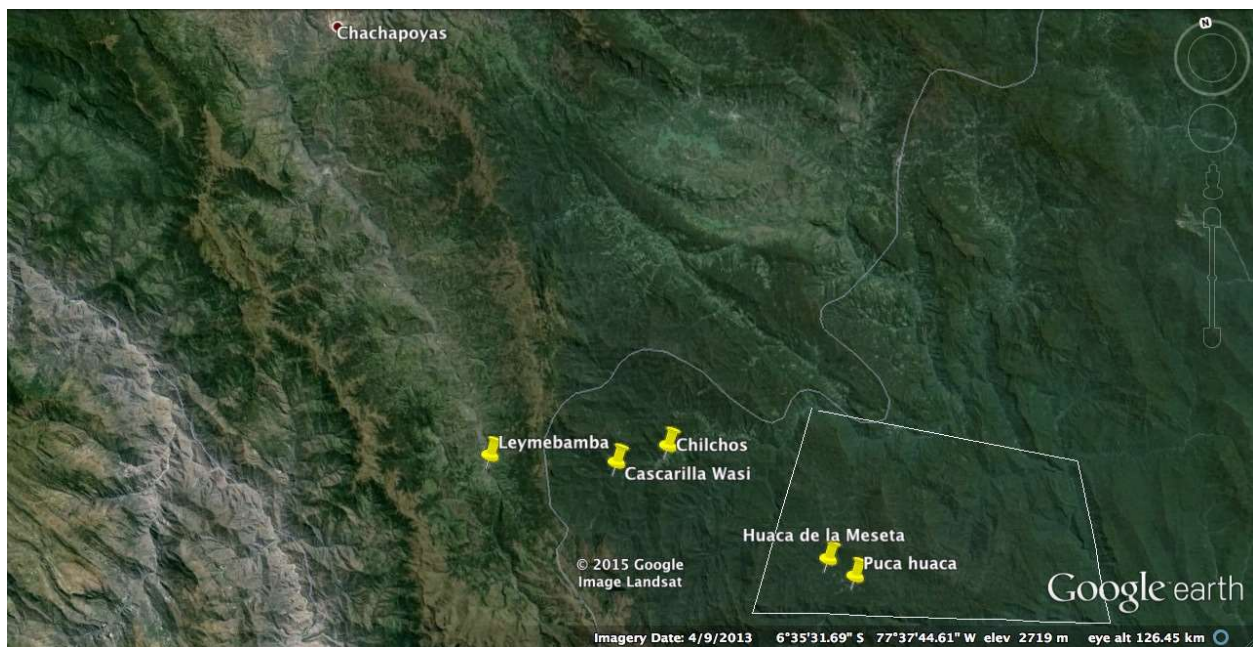 N
Chachapoyas
Leymebamba
Chilchos
Cascarilla Wasi
Huaca de la Meseta
Puca huaca
© 2015 Google
Image Landsat
Google earth
Imagery Date: 4/9/2013 6°35'31.69" S 77°37'44.61" W elev 2719 m eye alt 126.45 km